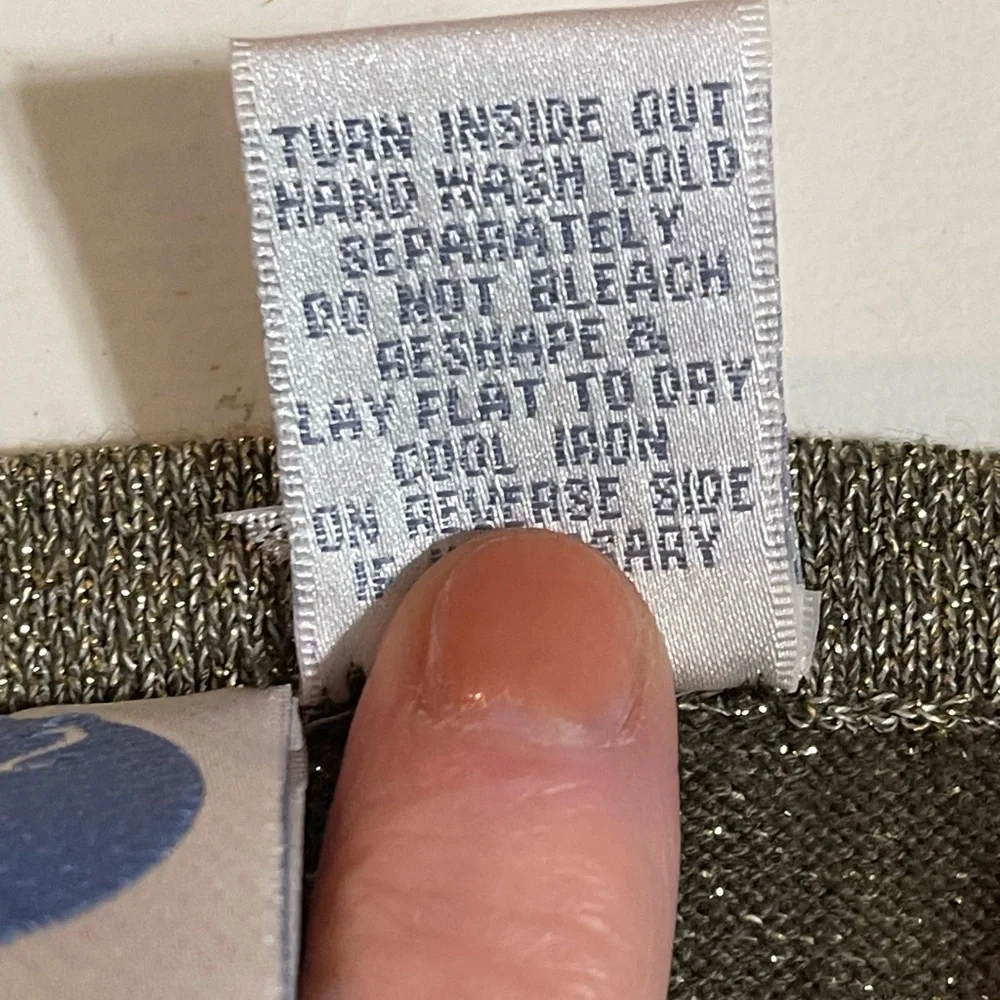 TURN INSIDE OUT
HAND WASH COLD
SEPARATELY
DO NOT BLEACH
RESHAPE &
LAY FLAT TO DRY
COOL IRON
ON REVERSE SIDE
IF